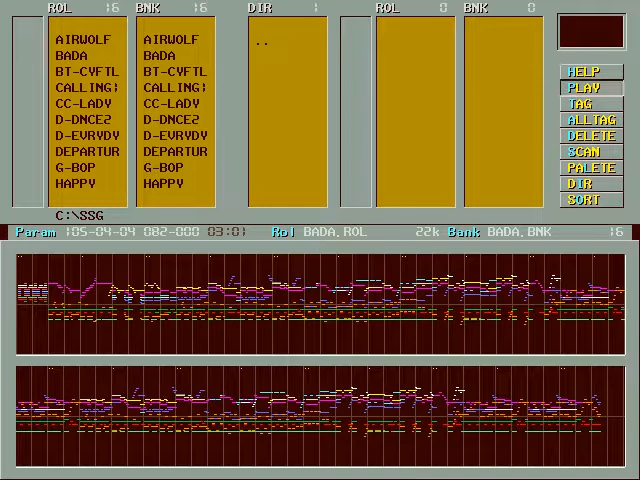 ROL 16 BNK 16 DIR 1 ROL 0 BNK 0
AIRWOLF AIRWOLF ..
BADA BADA
BT-CYFTL BT-CYFTL HELP
CALLING! CALLING! PLAY
CC-LADY CC-LADY TAG
D-DNCE2 D-DNCE2 ALLTAG
D-EVRYDY D-EVRYDY DELETE
DEPARTUR DEPARTUR SCAN
G-BOP G-BOP PALETE
HAPPY HAPPY DIR
SORT
C:\SSG
Param :05-04-04 082-000 03:01 Rol BADA.ROL 22k Bank BADA.BNK 16